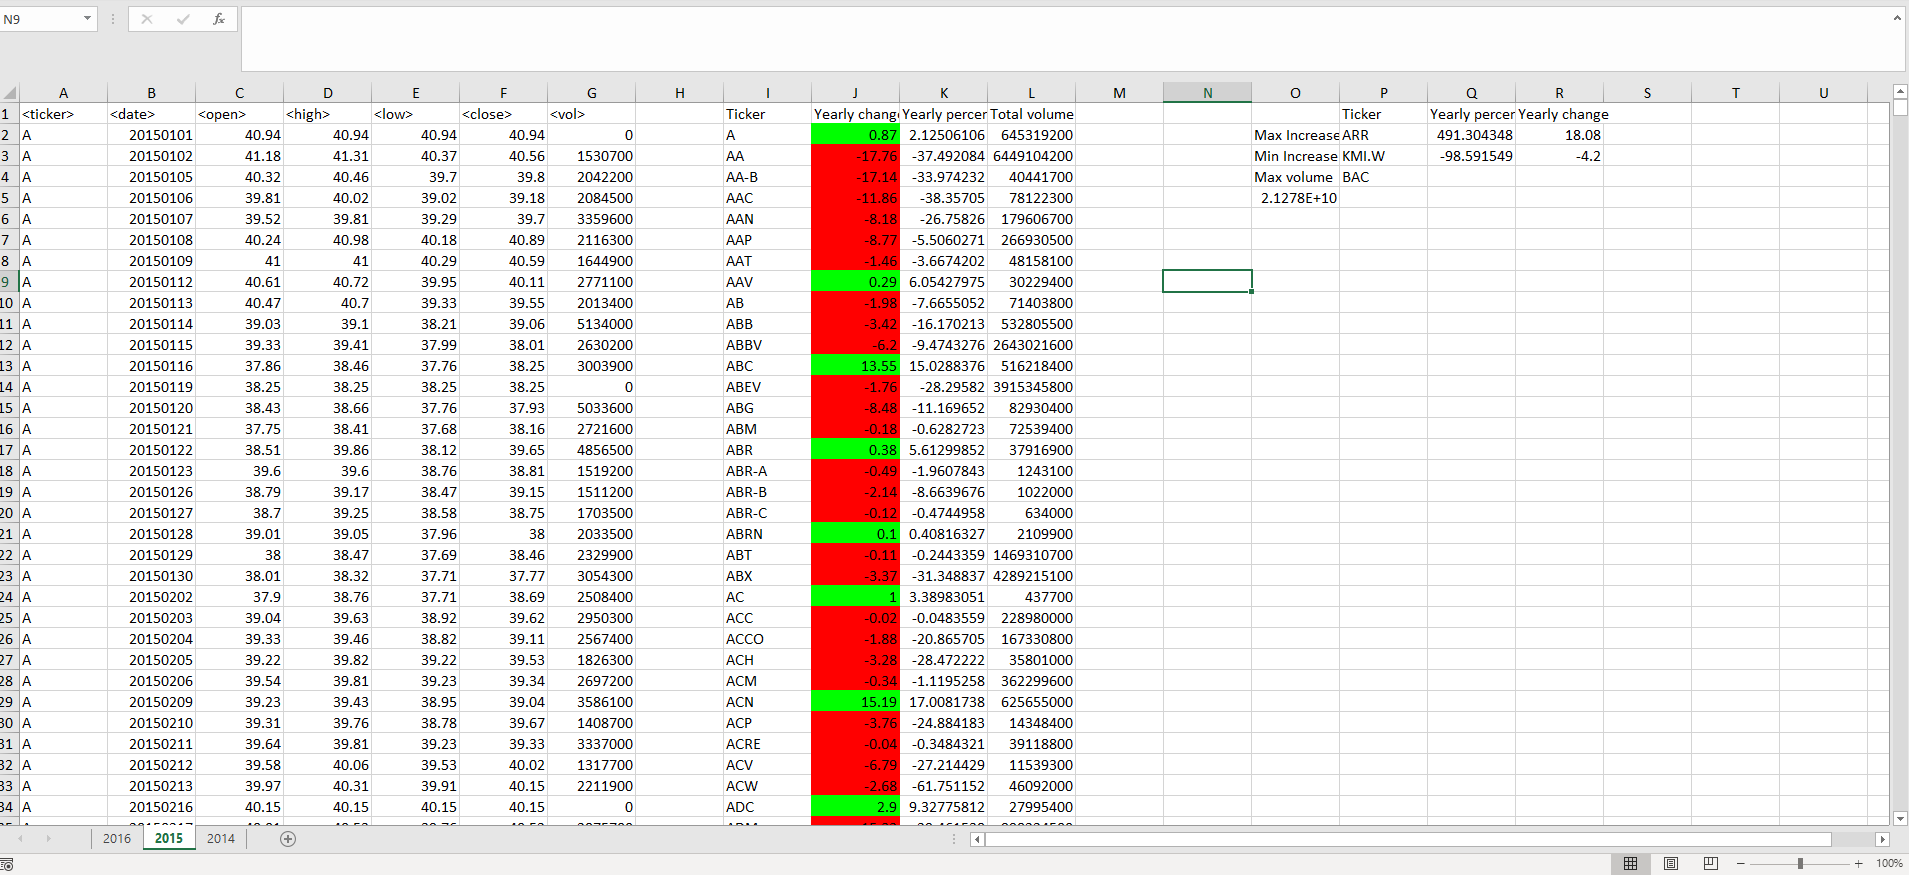 N9 fx
A B C D E F G H I J K L M N O P Q R S T U
1 <ticker> <date> <open> <high> <low> <close> <vol> Ticker Yearly chang Yearly percer Total volume Ticker Yearly percer Yearly change
2 A 20150101 40.94 40.94 40.94 40.94 0 A 0.87 2.12506106 645319200 Max Increase ARR 491.304348 18.08
3 A 20150102 41.18 41.31 40.37 40.56 1530700 AA -17.76 -37.492084 6449104200 Min Increase KMI.W -98.591549 -4.2
4 A 20150105 40.32 40.46 39.7 39.8 2042200 AA-B -17.14 -33.974232 40441700 Max volume BAC
5 A 20150106 39.81 40.02 39.02 39.18 2084500 AAC -11.86 -38.35705 78122300 2.1278E+10
6 A 20150107 39.52 39.81 39.29 39.7 3359600 AAN -8.18 -26.75826 179606700
7 A 20150108 40.24 40.98 40.18 40.89 2116300 AAP -8.77 -5.5060271 266930500
8 A 20150109 41 41 40.29 40.59 1644900 AAT -1.46 -3.6674202 48158100
9 A 20150112 40.61 40.72 39.95 40.11 2771100 AAV 0.29 6.05427975 30229400
10 A 20150113 40.47 40.7 39.33 39.55 2013400 AB -1.98 -7.6655052 71403800
11 A 20150114 39.03 39.1 38.21 39.06 5134000 ABB -3.42 -16.170213 532805500
12 A 20150115 39.33 39.41 37.99 38.01 2630200 ABBV -6.2 -9.4743276 2643021600
13 A 20150116 37.86 38.46 37.76 38.25 3003900 ABC 13.55 15.0288376 516218400
14 A 20150119 38.25 38.25 38.25 38.25 0 ABEV -1.76 -28.29582 3915345800
15 A 20150120 38.43 38.66 37.76 37.93 5033600 ABG -8.48 -11.169652 82930400
16 A 20150121 37.75 38.41 37.68 38.16 2721600 ABM -0.18 -0.6282723 72539400
17 A 20150122 38.51 39.86 38.12 39.65 4856500 ABR 0.38 5.61299852 37916900
18 A 20150123 39.6 39.6 38.76 38.81 1519200 ABR-A -0.49 -1.9607843 1243100
19 A 20150126 38.79 39.17 38.47 39.15 1511200 ABR-B -2.14 -8.6639676 1022000
20 A 20150127 38.7 39.25 38.58 38.75 1703500 ABR-C -0.12 -0.4744958 634000
21 A 20150128 39.01 39.05 37.96 38 2033500 ABRN 0.1 0.40816327 2109900
22 A 20150129 38 38.47 37.69 38.46 2329900 ABT -0.11 -0.2443359 1469310700
23 A 20150130 38.01 38.32 37.71 37.77 3054300 ABX -3.37 -31.348837 4289215100
24 A 20150202 37.9 38.76 37.71 38.69 2508400 AC 1 3.38983051 437700
25 A 20150203 39.04 39.63 38.92 39.62 2950300 ACC -0.02 -0.0483559 228980000
26 A 20150204 39.33 39.46 38.82 39.11 2567400 ACCO -1.88 -20.865705 167330800
27 A 20150205 39.22 39.82 39.22 39.53 1826300 ACH -3.28 -28.472222 35801000
28 A 20150206 39.54 39.81 39.23 39.34 2697200 ACM -0.34 -1.1195258 362299600
29 A 20150209 39.23 39.43 38.95 39.04 3586100 ACN 15.19 17.0081738 625655000
30 A 20150210 39.31 39.76 38.78 39.67 1408700 ACP -3.76 -24.884183 14348400
31 A 20150211 39.64 39.81 39.23 39.33 3337000 ACRE -0.04 -0.3484321 39118800
32 A 20150212 39.58 40.06 39.53 40.02 1317700 ACV -6.79 -27.214429 11539300
33 A 20150213 39.97 40.31 39.91 40.15 2211900 ACW -2.68 -61.751152 46092000
34 A 20150216 40.15 40.15 40.15 40.15 0 ADC 2.9 9.32775812 27995400
2016 2015 2014
100%